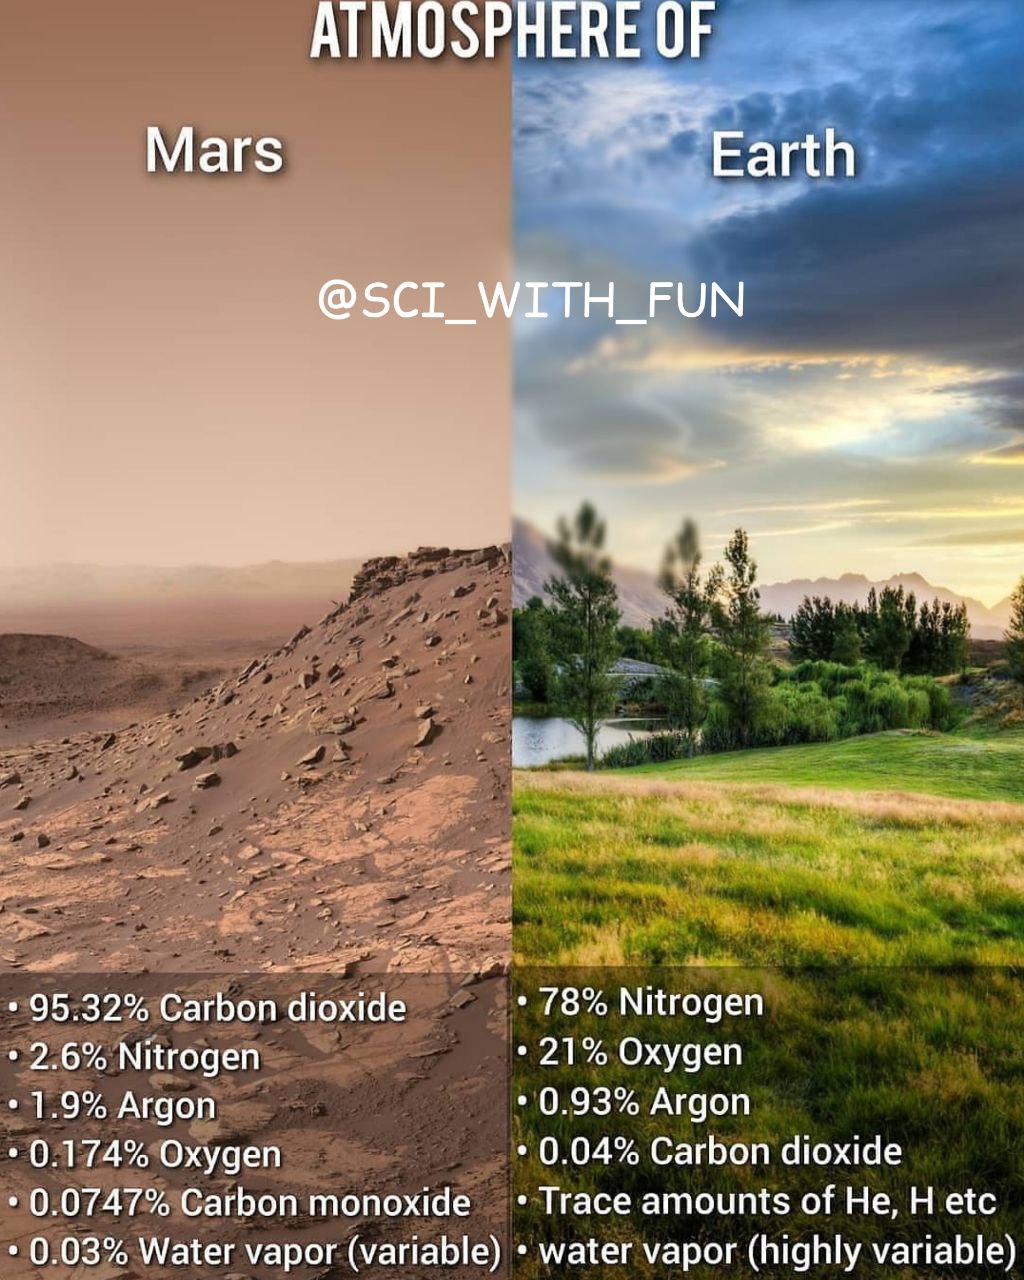 ATMOSPHERE OF
Mars
Earth
@SCI_WITH_FUN
• 95.32% Carbon dioxide
• 2.6% Nitrogen
• 1.9% Argon
• 0.174% Oxygen
• 0.0747% Carbon monoxide
• 0.03% Water vapor (variable)
• 78% Nitrogen
• 21% Oxygen
• 0.93% Argon
• 0.04% Carbon dioxide
• Trace amounts of He, H etc
• water vapor (highly variable)